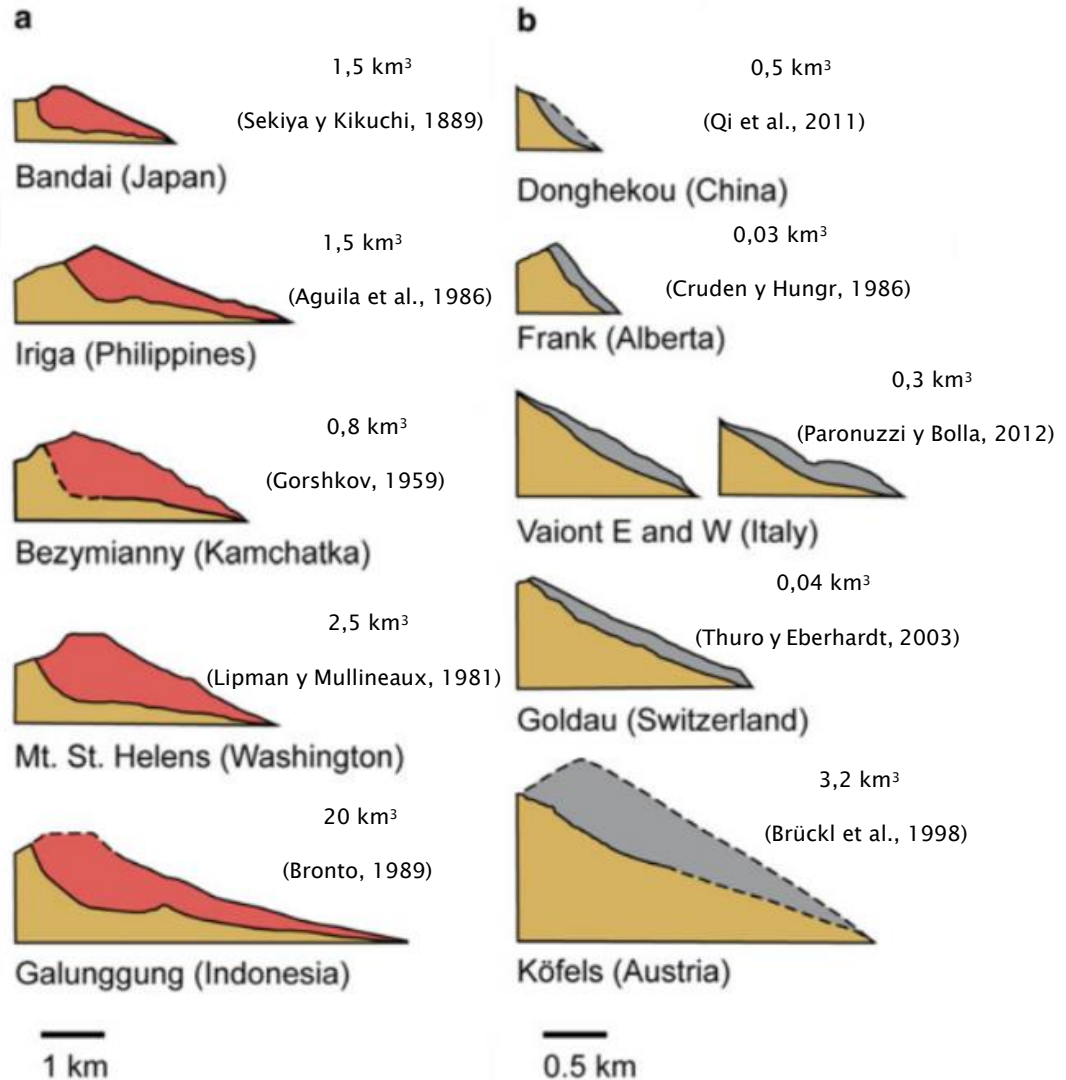 a
1,5 km³
(Sekiya y Kikuchi, 1889)
Bandai (Japan)
1,5 km³
(Aguila et al., 1986)
Iriga (Philippines)
0,8 km³
(Gorshkov, 1959)
Bezymianny (Kamchatka)
2,5 km³
(Lipman y Mullineaux, 1981)
Mt. St. Helens (Washington)
20 km³
(Bronto, 1989)
Galunggung (Indonesia)
1 km
b
0,5 km³
(Qi et al., 2011)
Donghekou (China)
0,03 km³
(Cruden y Hungr, 1986)
Frank (Alberta)
0,3 km³
(Paronuzzi y Bolla, 2012)
Vaiont E and W (Italy)
0,04 km³
(Thuro y Eberhardt, 2003)
Goldau (Switzerland)
3,2 km³
(Brückl et al., 1998)
Köfels (Austria)
0.5 km